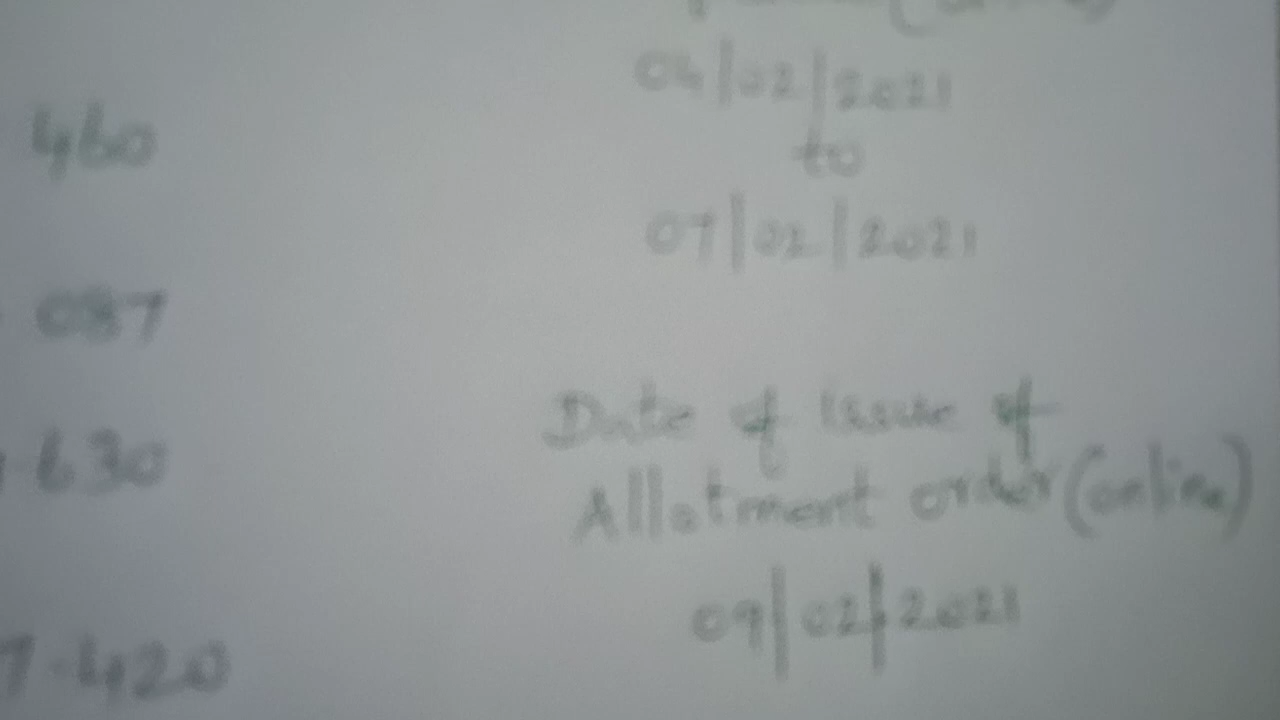 04/02/2021
to
07/02/2021
460
087
630
7.420
Date of Issue of
Allotment order (online)
09/02/2021